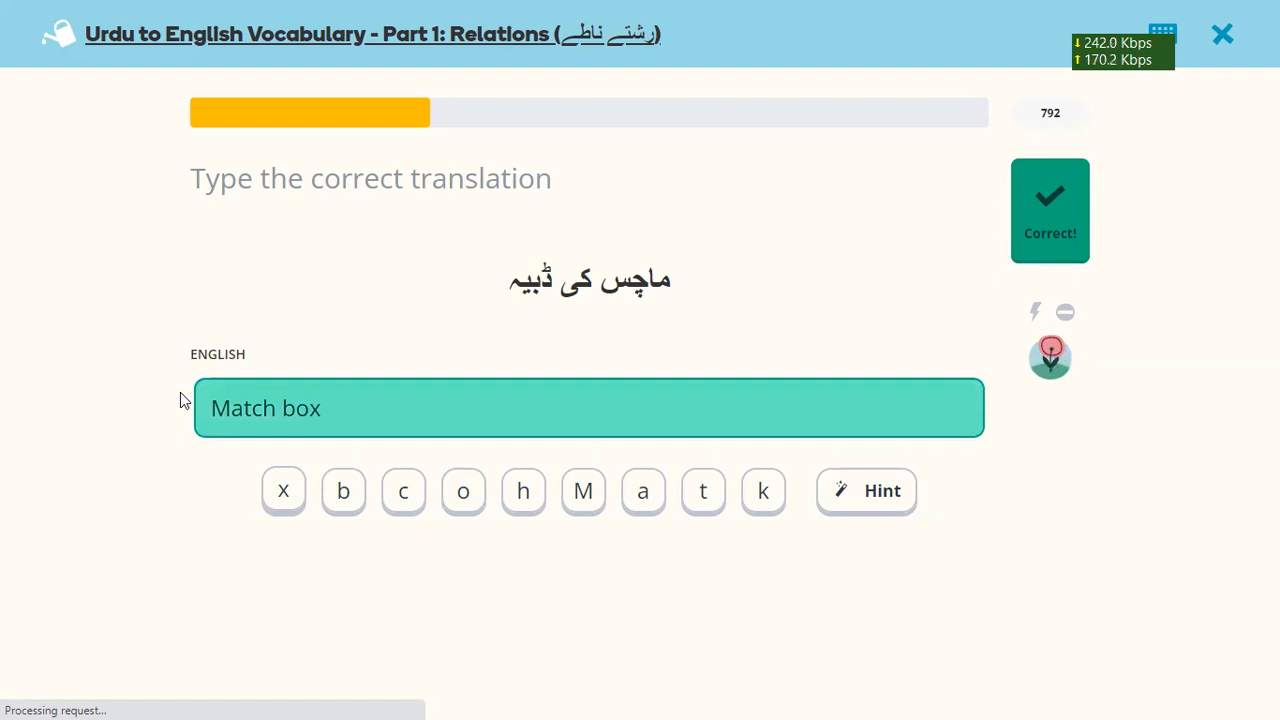 Urdu to English Vocabulary - Part 1: Relations (رشتے ناطے)
242.0 Kbps
170.2 Kbps
792
Type the correct translation
Correct!
ماچس کی ڈبیہ
ENGLISH
Match box
x b c o h M a t k Hint
Processing request...